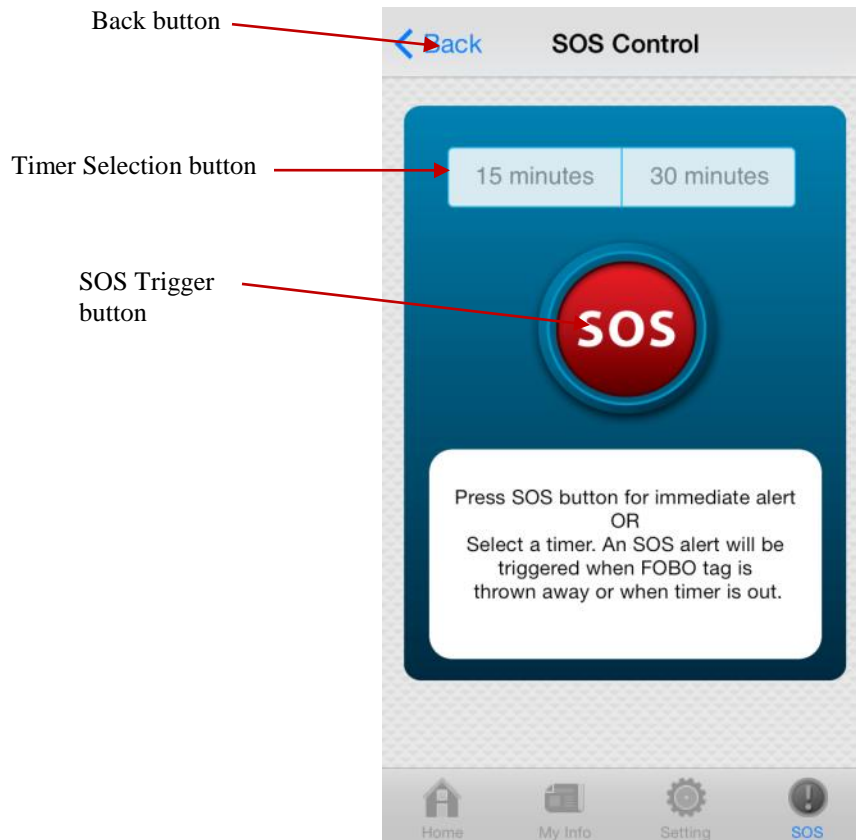 Back button
Back
SOS Control
Timer Selection button
15 minutes
30 minutes
SOS Trigger
button
SOS
Press SOS button for immediate alert
OR
Select a timer. An SOS alert will be
triggered when FOBO tag is
thrown away or when timer is out.
Home
My Info
Setting
SOS